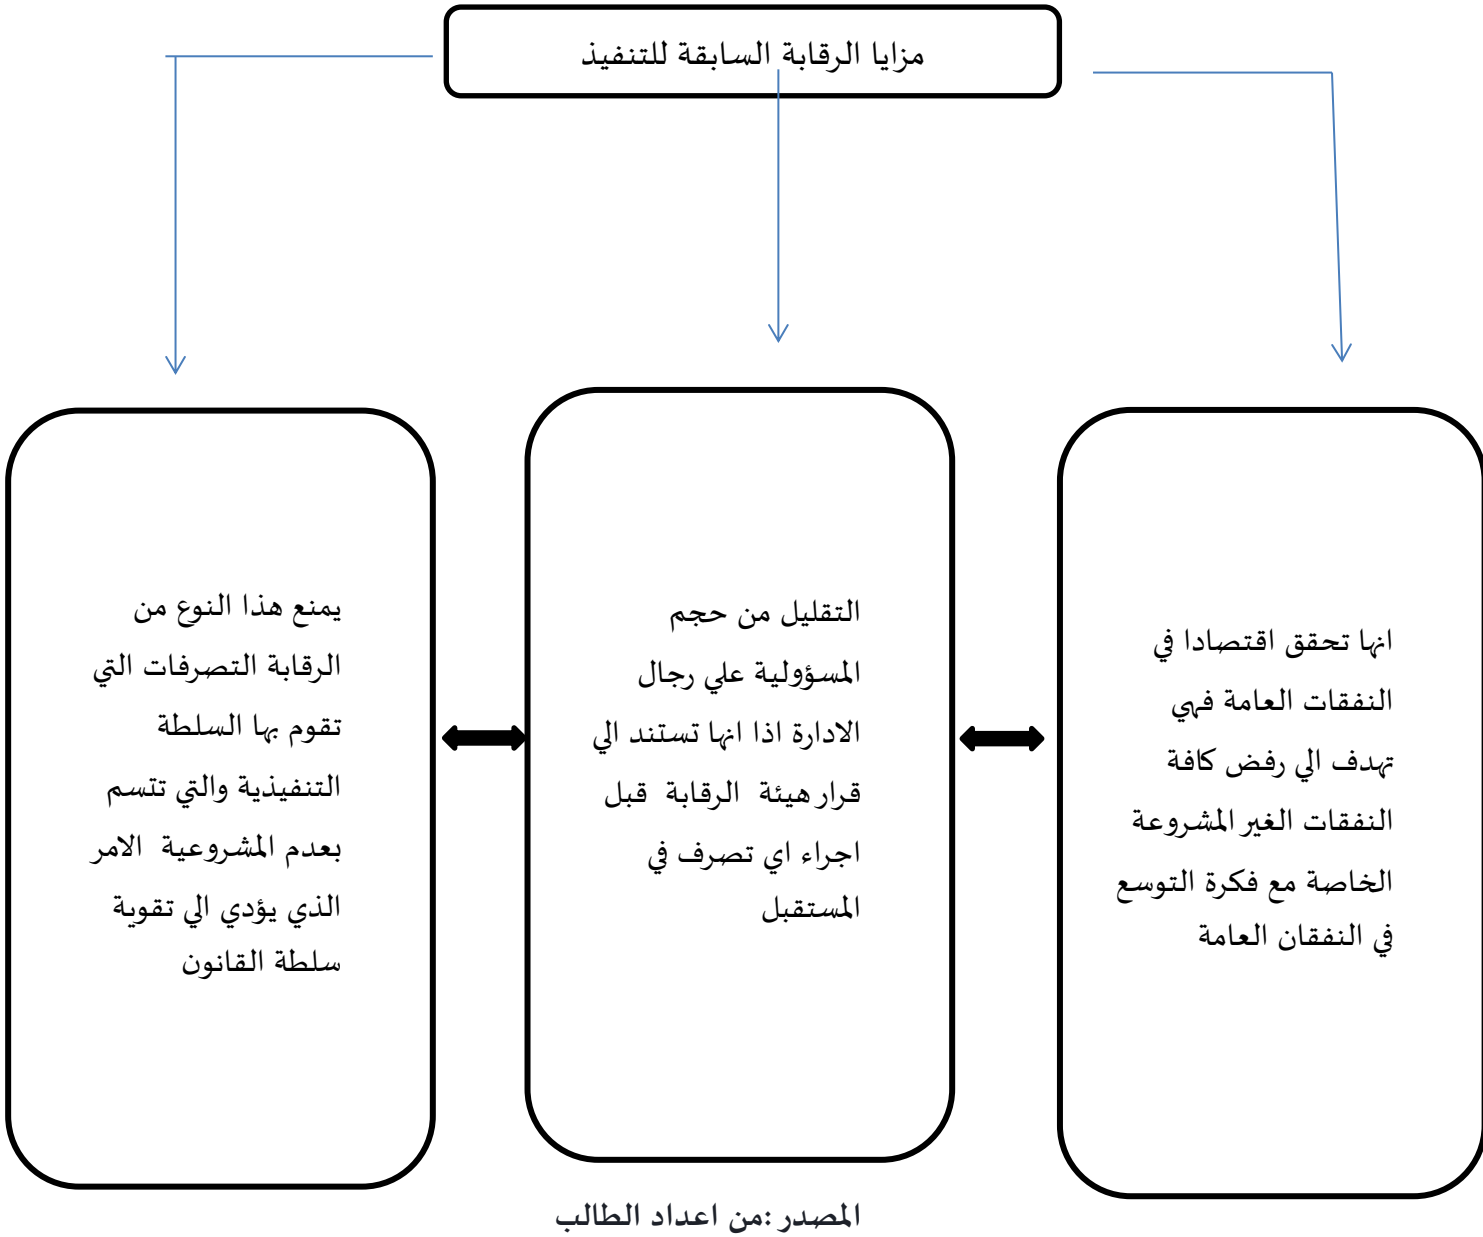 مزايا الرقابة السابقة للتنفيذ
انها تحقق اقتصادا في
النفقات العامة فهي
تهدف الي رفض كافة
النفقات الغير المشروعة
الخاصة مع فكرة التوسع
في النفقان العامة
التقليل من حجم
المسؤولية علي رجال
الادارة اذا انها تستند الي
قرار هيئة الرقابة قبل
اجراء اي تصرف في
المستقبل
يمنع هذا النوع من
الرقابة التصرفات التي
تقوم بها السلطة
التنفيذية والتي تتسم
بعدم المشروعية الامر
الذي يؤدي الي تقوية
سلطة القانون
المصدر :من اعداد الطالب